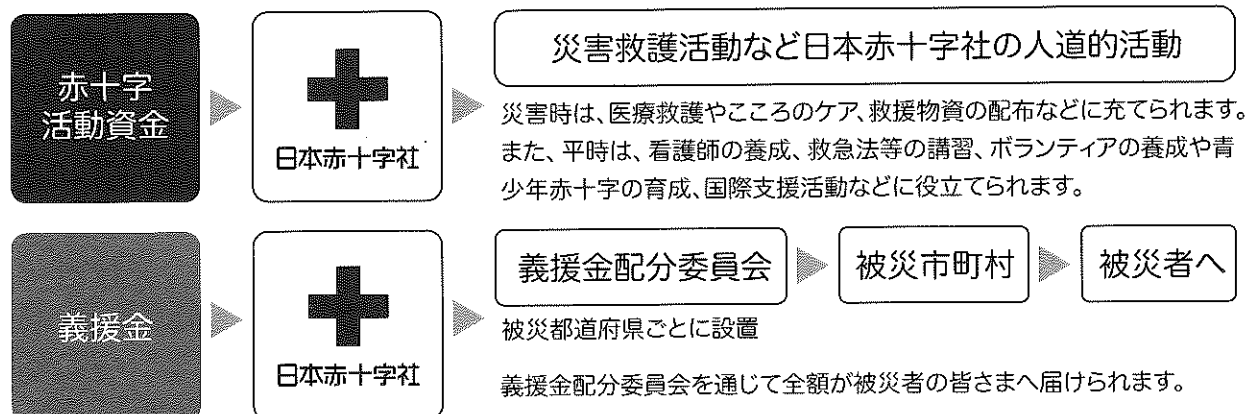 赤十字
活動資金
日本赤十字社
災害救護活動など日本赤十字社の人道的活動
災害時は、医療救護やこころのケア、救援物資の配布などに充てられます。
また、平時は、看護師の養成、救急法等の講習、ボランティアの養成や青
少年赤十字の育成、国際支援活動などに役立てられます。
義援金
日本赤十字社
義援金配分委員会
被災市町村
被災者へ
被災都道府県ごとに設置
義援金配分委員会を通じて全額が被災者の皆さまへ届けられます。